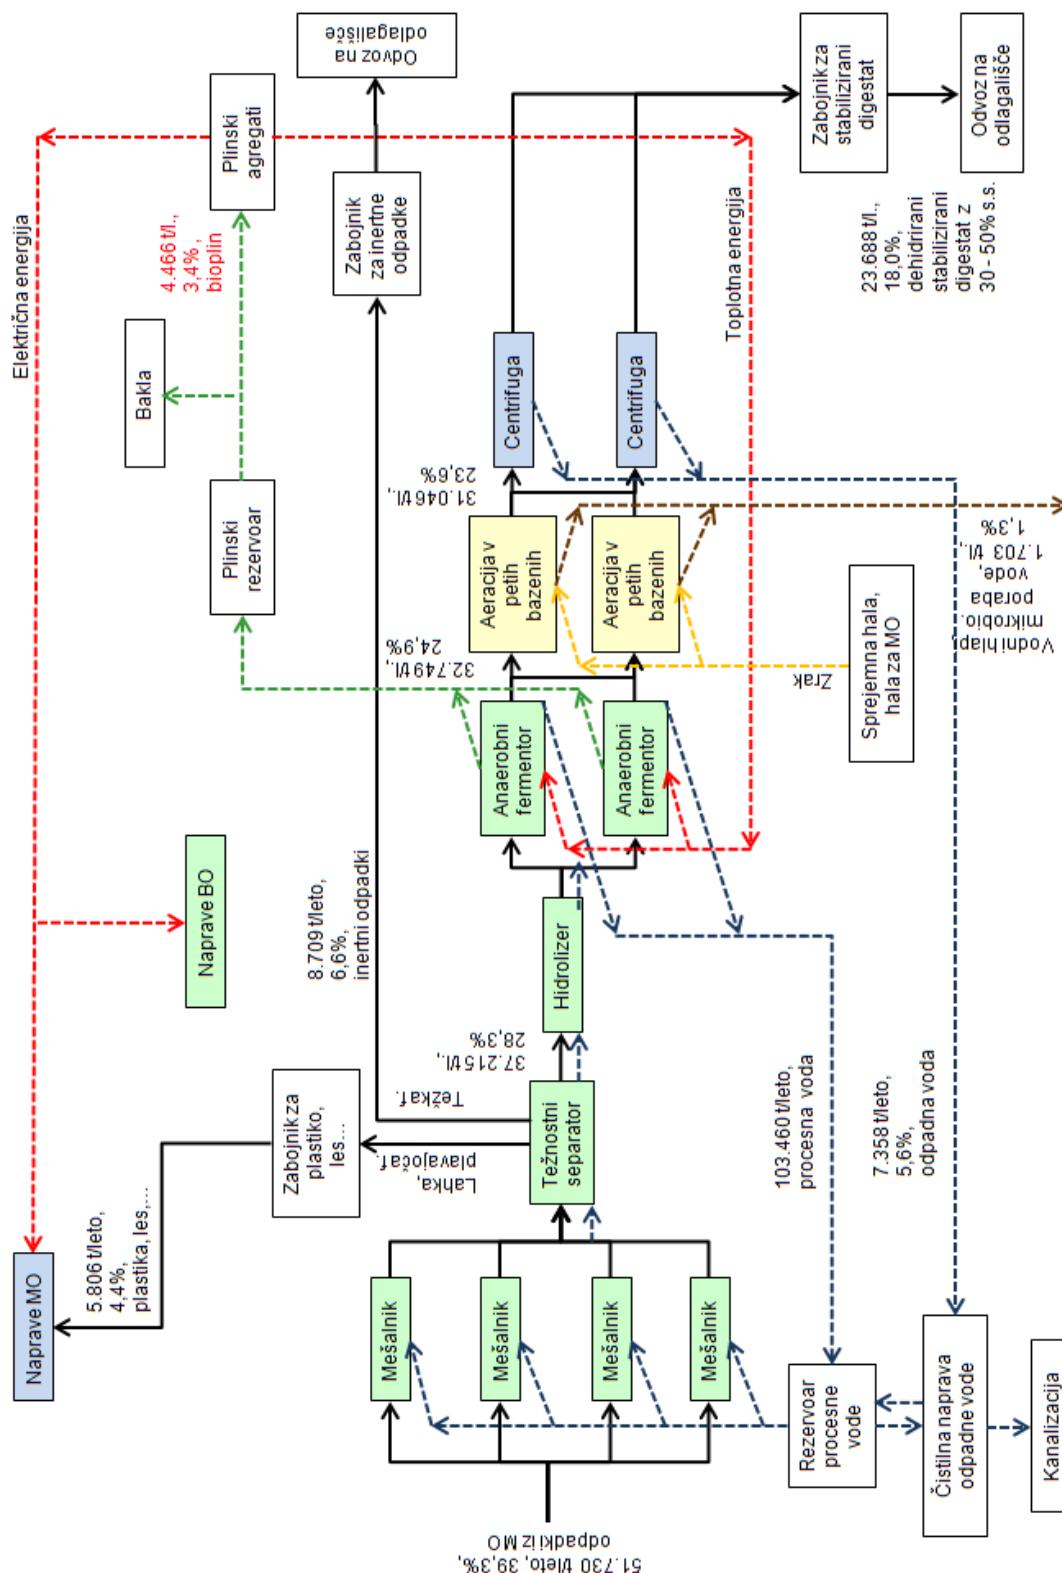 51.730 t/leto, 39,3%,
odpadki iz MO
Mešalnik
Mešalnik
Mešalnik
Mešalnik
Naprave MO
5.806 t/leto,
4,4%,
plastika, les,...
Zabojnik za
plastiko,
les...
Lahka,
plavajoča f.
Težka f.
Težnostni
separator
37.215 t/l.,
28,3%
Hidrolizer
Naprave BO
8.709 t/leto,
6,6%,
inertni odpadki
Anaerobni
fermentor
Anaerobni
fermentor
32.749 t/l.,
24,9%
Aeracija v
petih
bazenih
Aeracija v
petih
bazenih
31.046 t/l.,
23,6%
Centrifuga
Centrifuga
Plinski
rezervoar
Bakla
4.466 t/l.,
3,4%,
bioplin
Plinski
agregati
Električna energija
Toplotna energija
Zabojnik
za inertne
odpadke
Odvoz na
odlagališče
Zabojnik za
stabilizirani
digestat
Odvoz na
odlagališče
23.688 t/l.,
18,0%,
dehidrirani
stabilizirani
digestat z
30 - 50% s.s.
Zrak
Sprejemna hala,
hala za MO
Vodni hlapi,
mikrobio.
poraba
vode,
1.703 t/l.,
1,3%
103.460 t/leto,
procesna voda
7.358 t/leto,
5,6%,
odpadna voda
Rezervoar
procesne
vode
Čistilna naprava
odpadne vode
Kanalizacija